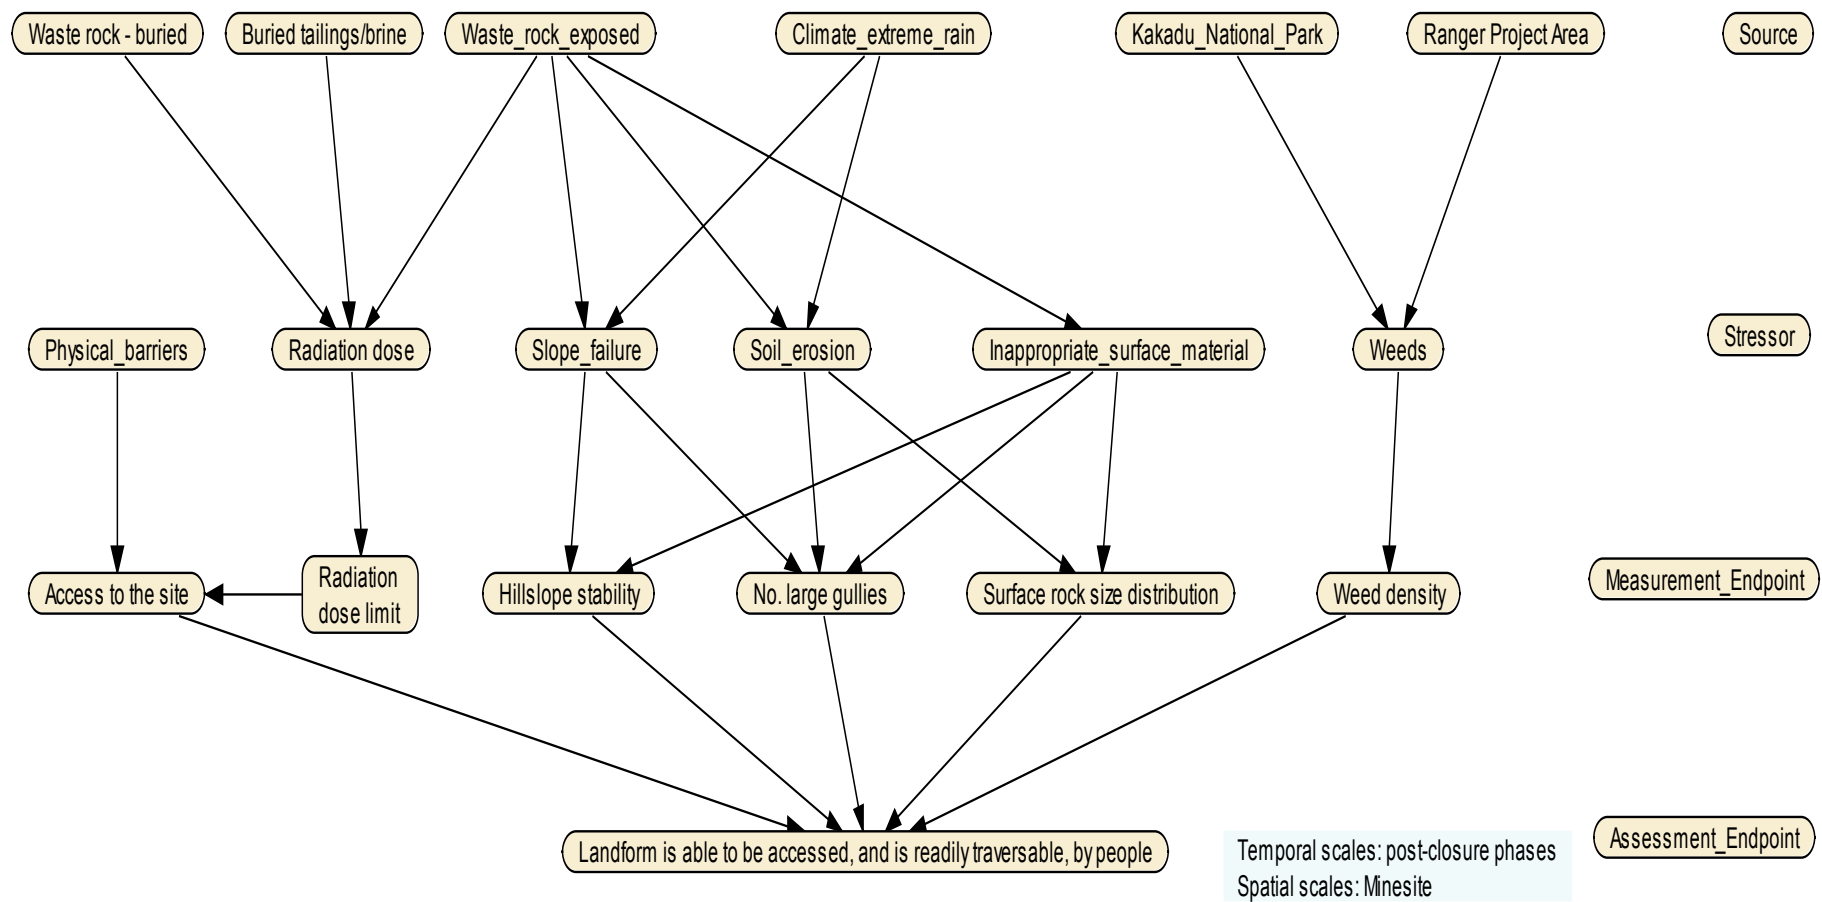 Waste rock - buried
Buried tailings/brine
Waste_rock_exposed
Climate_extreme_rain
Kakadu_National_Park
Ranger Project Area
Source
Physical_barriers
Radiation dose
Slope_failure
Soil_erosion
Inappropriate_surface_material
Weeds
Stressor
Access to the site
Radiation
dose limit
Hillslope stability
No. large gullies
Surface rock size distribution
Weed density
Measurement_Endpoint
Landform is able to be accessed, and is readily traversable, by people
Temporal scales: post-closure phases
Spatial scales: Minesite
Assessment_Endpoint